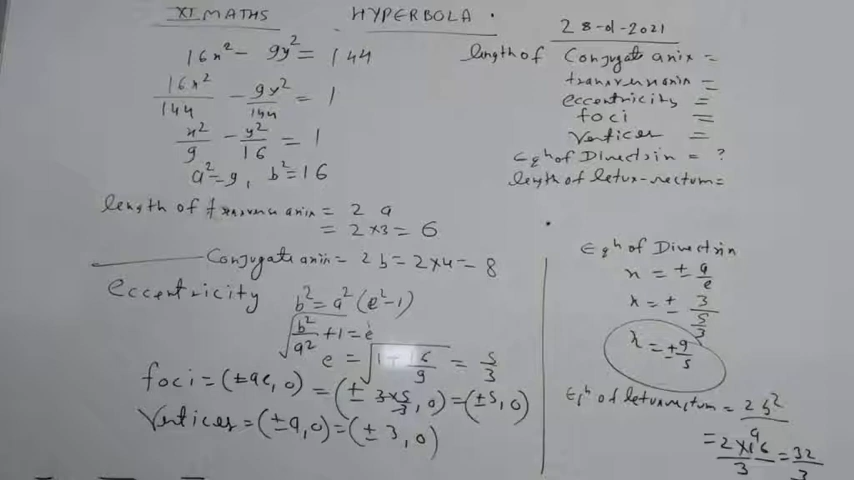 XI MATHS
HYPERBOLA .
28-01-2021
16x² - 9y² = 144
16x²/144 - 9y²/144 = 1
x²/9 - y²/16 = 1
a² = 9, b² = 16
length of transverse axis = 2 a
= 2 × 3 = 6
Conjugate axis = 2 b = 2 × 4 = 8
Eccentricity b² = a² (e² - 1)
√(b²/a² + 1) = e
e = √(1 + 16/9) = 5/3
foci = (± ae, 0) = (± 3×5/3, 0) = (± 5, 0)
Vertices = (± a, 0) = (± 3, 0)
length of Conjugate axis =
transverse axis =
eccentricity =
foci =
Vertices =
Eqn of Directrix = ?
length of letus-rectum =
Eqn of Directrix
x = ± a/e
x = ± 3/(5/3)
x = ± 9/5
Eqn of letus rectum = 2b²/a
= 2×16/3 = 32/3